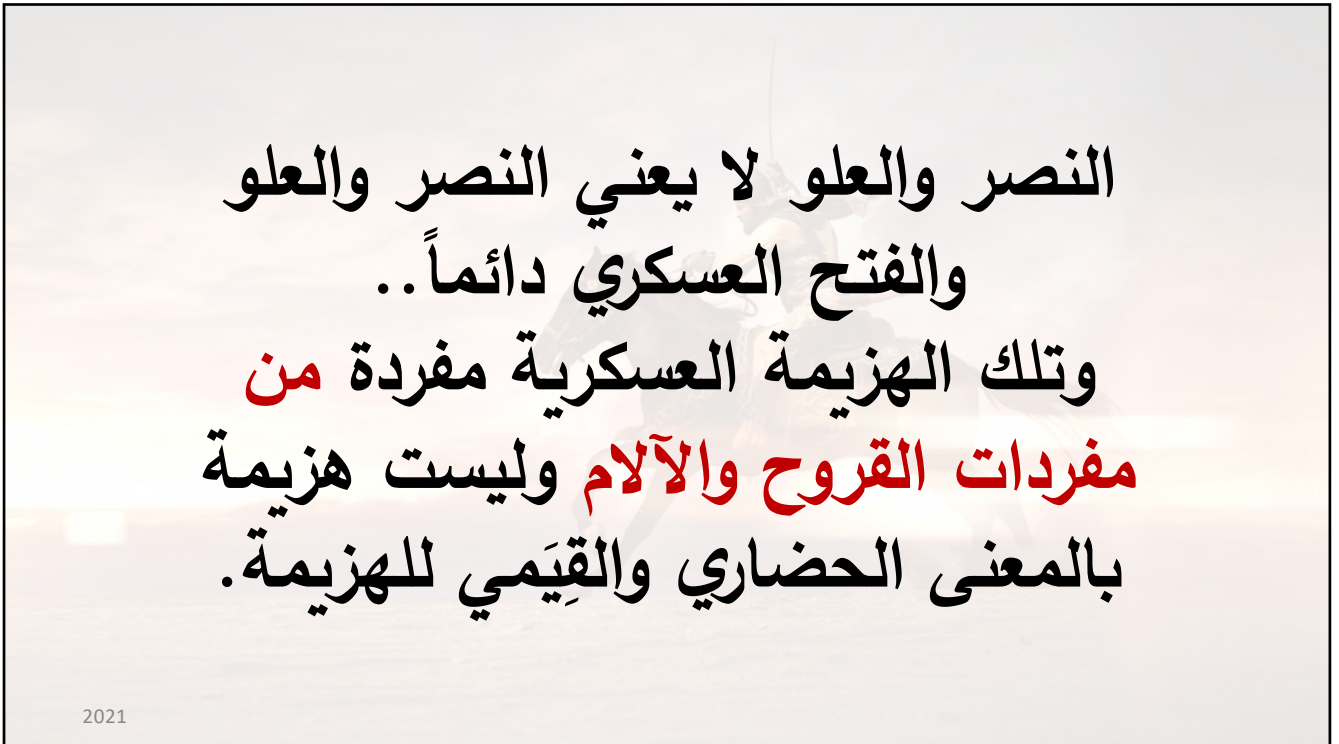 النصر والعلو لا يعني النصر والعلو
والفتح العسكري دائماً..
وتلك الهزيمة العسكرية مفردة من
مفردات القروح والآلام وليست هزيمة
بالمعنى الحضاري والقِيَمي للهزيمة.
2021